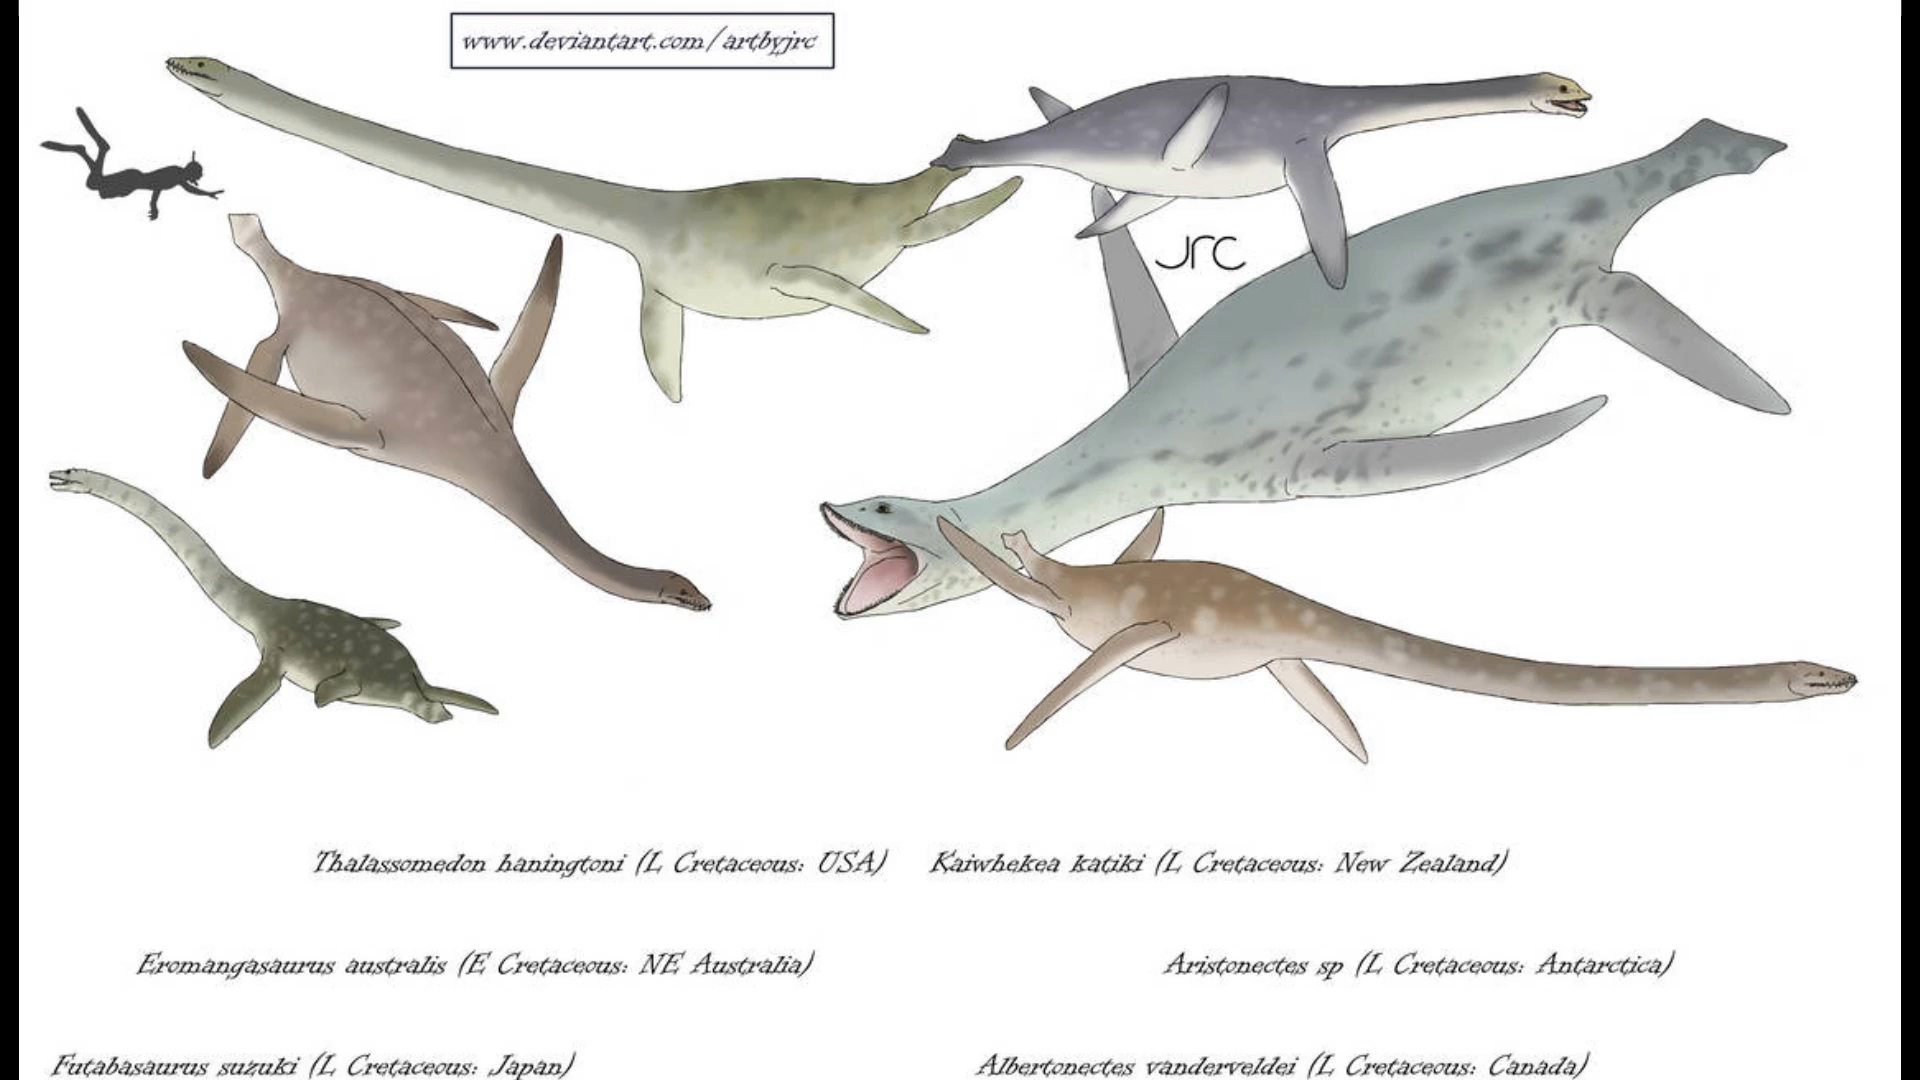 www.deviantart.com/artbyjrc
jrc
Thalassomedon haningtoni (L Cretaceous: USA)
Kaiwhekea katiki (L Cretaceous: New Zealand)
Eromangasaurus australis (E Cretaceous: NE Australia)
Aristonectes sp (L Cretaceous: Antarctica)
Futabasaurus suzuki (L Cretaceous: Japan)
Albertonectes vanderveldei (L Cretaceous: Canada)